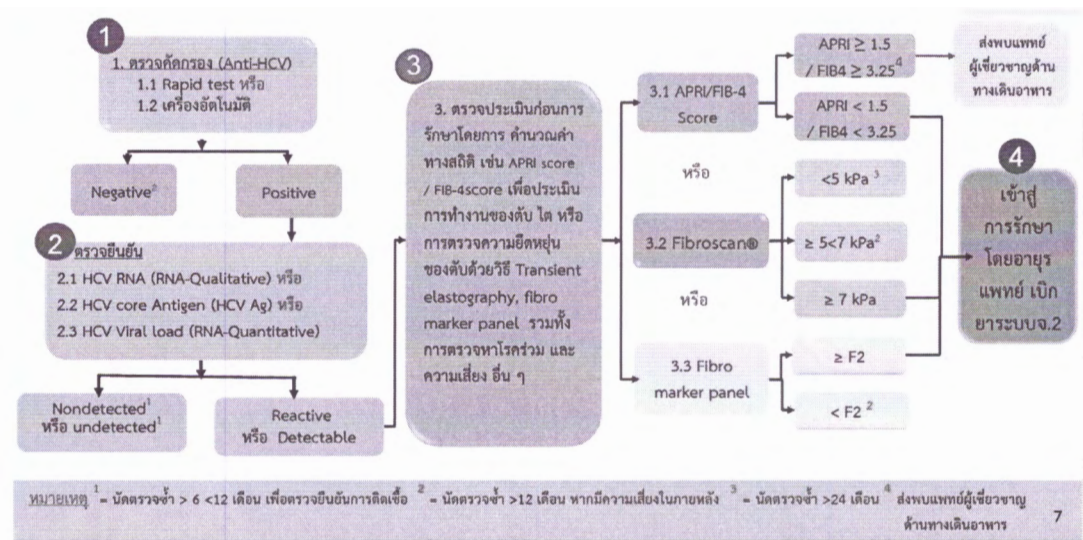 1
1. ตรวจคัดกรอง (Anti-HCV)
1.1 Rapid test หรือ
1.2 เครื่องอัตโนมัติ
Negative²
Positive
2
ตรวจยืนยัน
2.1 HCV RNA (RNA-Qualitative) หรือ
2.2 HCV core Antigen (HCV Ag) หรือ
2.3 HCV Viral load (RNA-Quantitative)
Nondetected¹
หรือ undetected¹
Reactive
หรือ Detectable
3
3. ตรวจประเมินก่อนการ
รักษาโดยการ คำนวณค่า
ทางสถิติ เช่น APRI score
/ FIB-4score เพื่อประเมิน
การทำงานของตับ ไต หรือ
การตรวจความยืดหยุ่น
ของตับด้วยวิธี Transient
elastography, fibro
marker panel รวมทั้ง
การตรวจหาโรคร่วม และ
ความเสี่ยง อื่น ๆ
3.1 APRI/FIB-4
Score
หรือ
3.2 Fibroscan®
หรือ
3.3 Fibro
marker panel
APRI ≥ 1.5
/ FIB4 ≥ 3.25⁴
APRI < 1.5
/ FIB4 < 3.25
<5 kPa ³
≥ 5<7 kPa²
≥ 7 kPa
≥ F2
< F2 ²
ส่งพบแพทย์
ผู้เชี่ยวชาญด้าน
ทางเดินอาหาร
4
เข้าสู่
การรักษา
โดยอายุร
แพทย์ เบิก
ยาระบบจ.2
หมายเหตุ ¹ = นัดตรวจซ้ำ > 6 <12 เดือน เพื่อตรวจยืนยันการติดเชื้อ ² = นัดตรวจซ้ำ >12 เดือน หากมีความเสี่ยงในภายหลัง ³ = นัดตรวจซ้ำ >24 เดือน ⁴ ส่งพบแพทย์ผู้เชี่ยวชาญ
ด้านทางเดินอาหาร
7